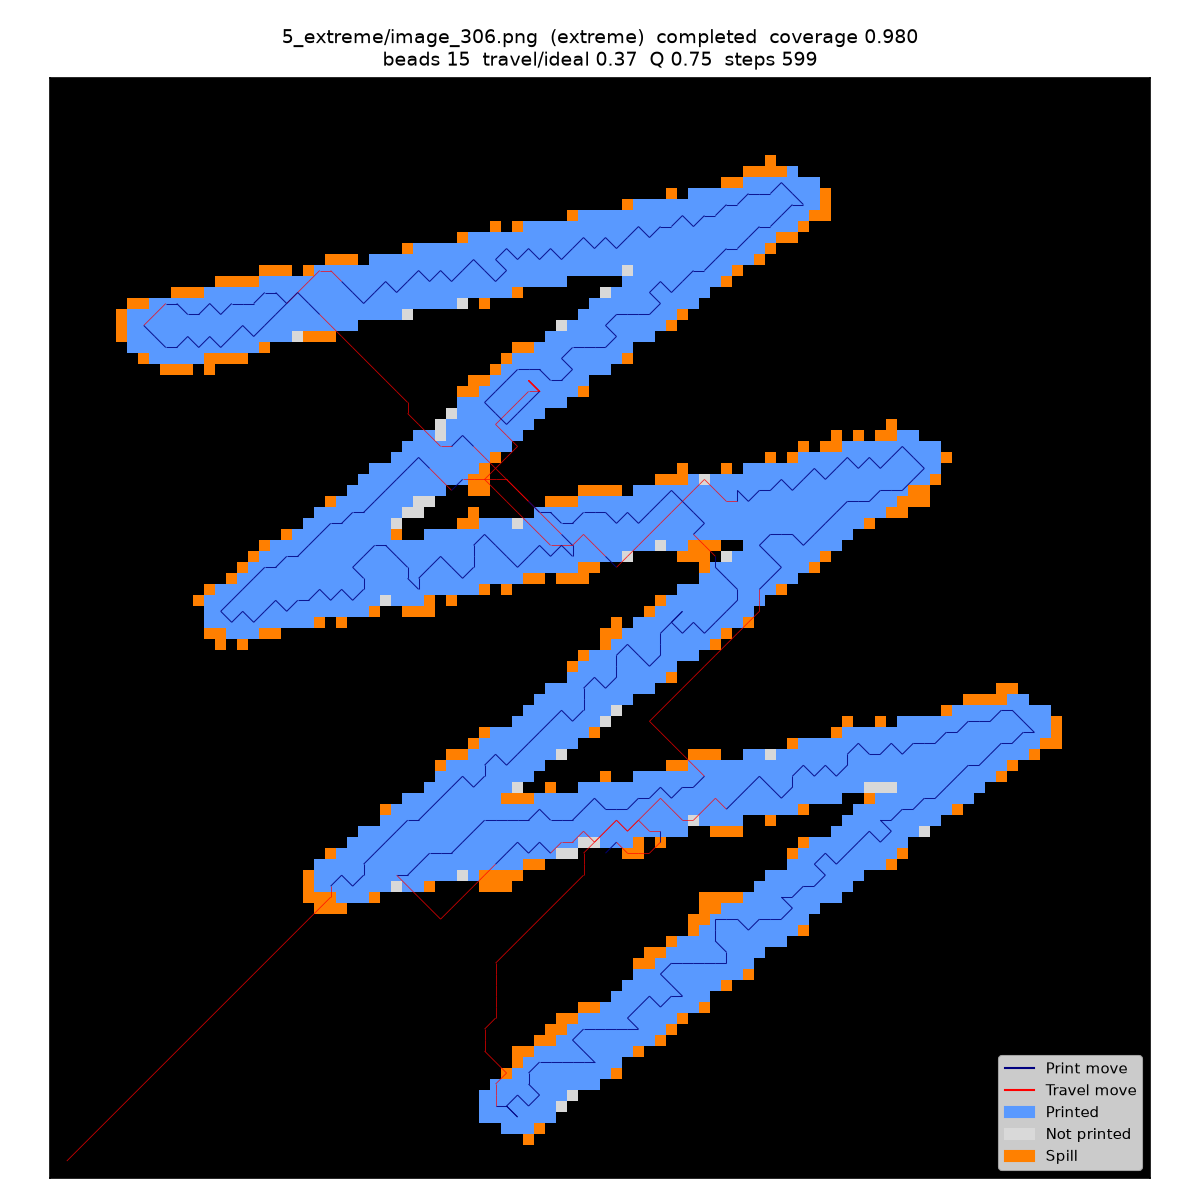 5_extreme/image_306.png  (extreme)  completed  coverage 0.980
beads 15  travel/ideal 0.37  Q 0.75  steps 599
Print move
Travel move
Printed
Not printed
Spill